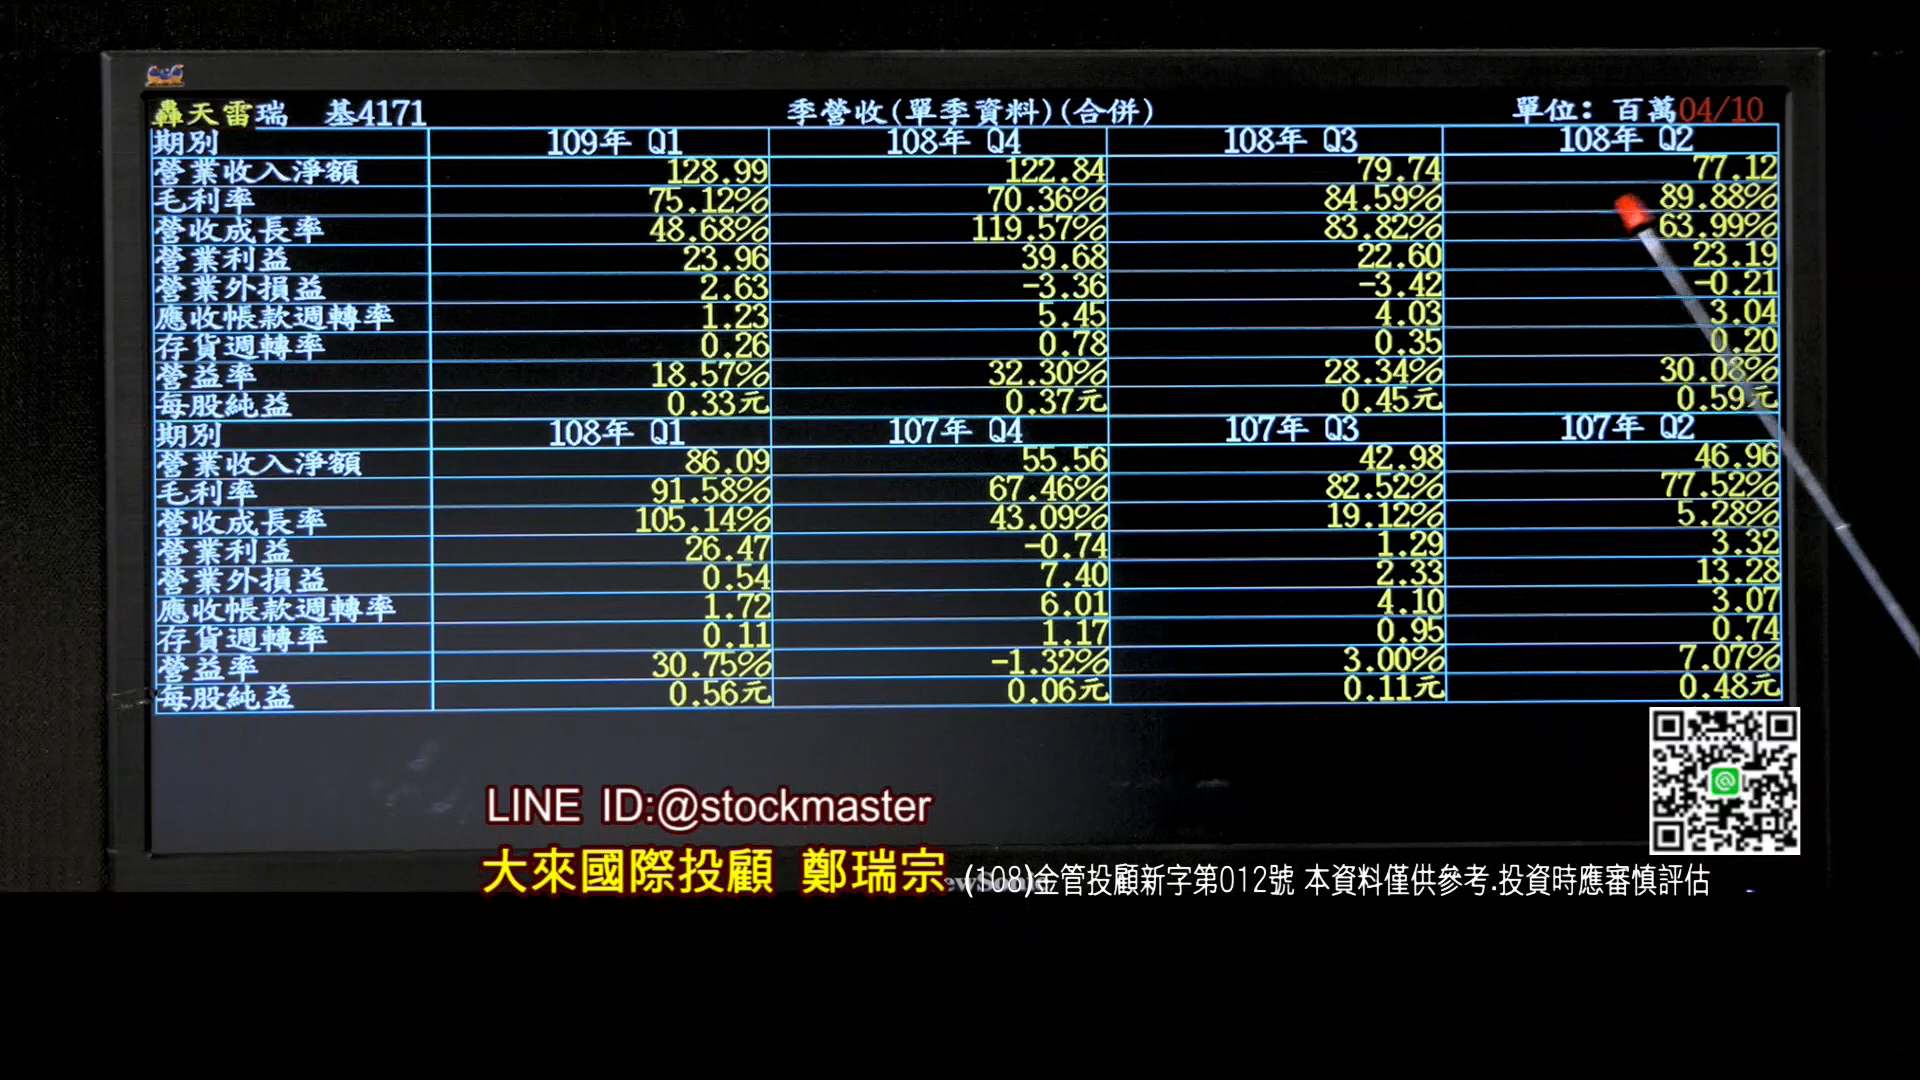 轟天雷瑞 基4171 季營收(單季資料)(合併) 單位: 百萬04/10
期別 109年 Q1 108年 Q4 108年 Q3 108年 Q2
營業收入淨額 128.99 122.84 79.74 77.12
毛利率 75.12% 70.36% 84.59% 89.88%
營收成長率 48.68% 119.57% 83.82% 63.99%
營業利益 23.96 39.68 22.60 23.19
營業外損益 2.63 -3.36 -3.42 -0.21
應收帳款週轉率 1.23 5.45 4.03 3.04
存貨週轉率 0.26 0.78 0.35 0.20
營益率 18.57% 32.30% 28.34% 30.08%
每股純益 0.33元 0.37元 0.45元 0.59元
期別 108年 Q1 107年 Q4 107年 Q3 107年 Q2
營業收入淨額 86.09 55.56 42.98 46.96
毛利率 91.58% 67.46% 82.52% 77.52%
營收成長率 105.14% 43.09% 19.12% 5.28%
營業利益 26.47 -0.74 1.29 3.32
營業外損益 0.54 7.40 2.33 13.28
應收帳款週轉率 1.72 6.01 4.10 3.07
存貨週轉率 0.11 1.17 0.95 0.74
營益率 30.75% -1.32% 3.00% 7.07%
每股純益 0.56元 0.06元 0.11元 0.48元
LINE ID:@stockmaster
大來國際投顧 鄭瑞宗 (108)金管投顧新字第012號 本資料僅供參考.投資時應審慎評估